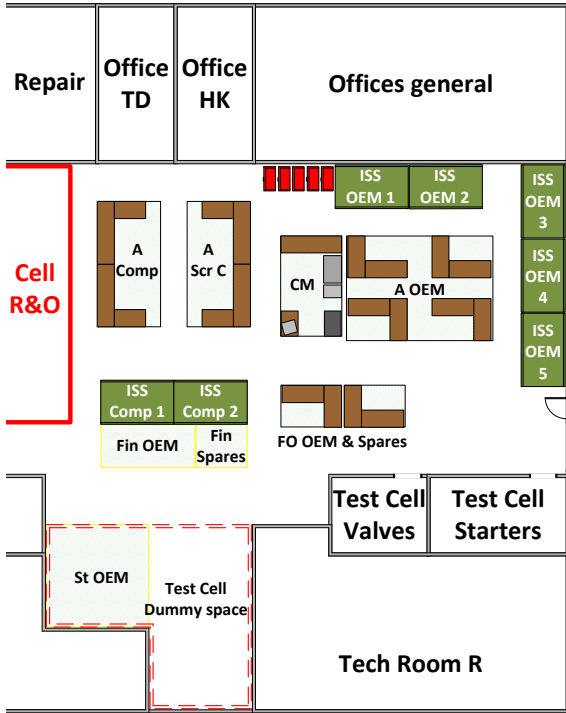 Repair
Office
TD
Office
HK
Offices general
ISS
OEM 1
ISS
OEM 2
ISS
OEM
3
A
Comp
A
Scr C
Cell
R&O
CM
A OEM
ISS
OEM
4
ISS
OEM
5
ISS
Comp 1
ISS
Comp 2
Fin OEM
Fin
Spares
FO OEM & Spares
Test Cell
Valves
Test Cell
Starters
St OEM
Test Cell
Dummy space
Tech Room R